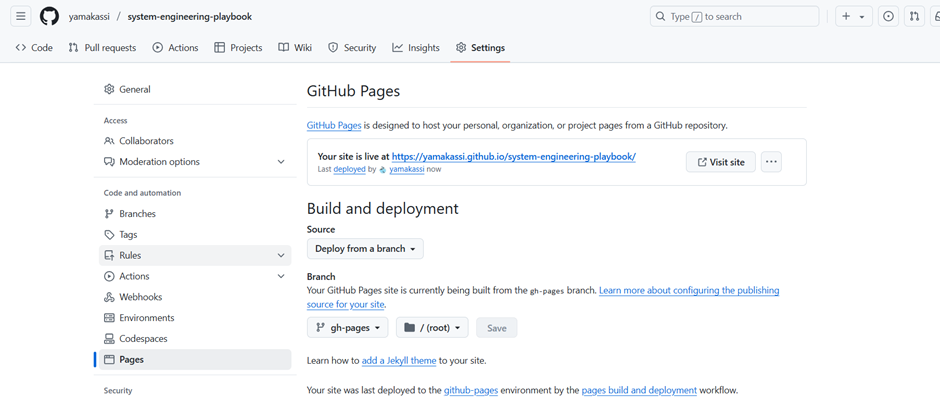 yamakassi / system-engineering-playbook
Type / to search
Code Pull requests Actions Projects Wiki Security Insights Settings
General
Access
Collaborators
Moderation options
Code and automation
Branches
Tags
Rules
Actions
Webhooks
Environments
Codespaces
Pages
Security
GitHub Pages
GitHub Pages is designed to host your personal, organization, or project pages from a GitHub repository.
Your site is live at https://yamakassi.github.io/system-engineering-playbook/
Last deployed by yamakassi now
Visit site
Build and deployment
Source
Deploy from a branch
Branch
Your GitHub Pages site is currently being built from the gh-pages branch. Learn more about configuring the publishing
source for your site.
gh-pages / (root) Save
Learn how to add a Jekyll theme to your site.
Your site was last deployed to the github-pages environment by the pages build and deployment workflow.